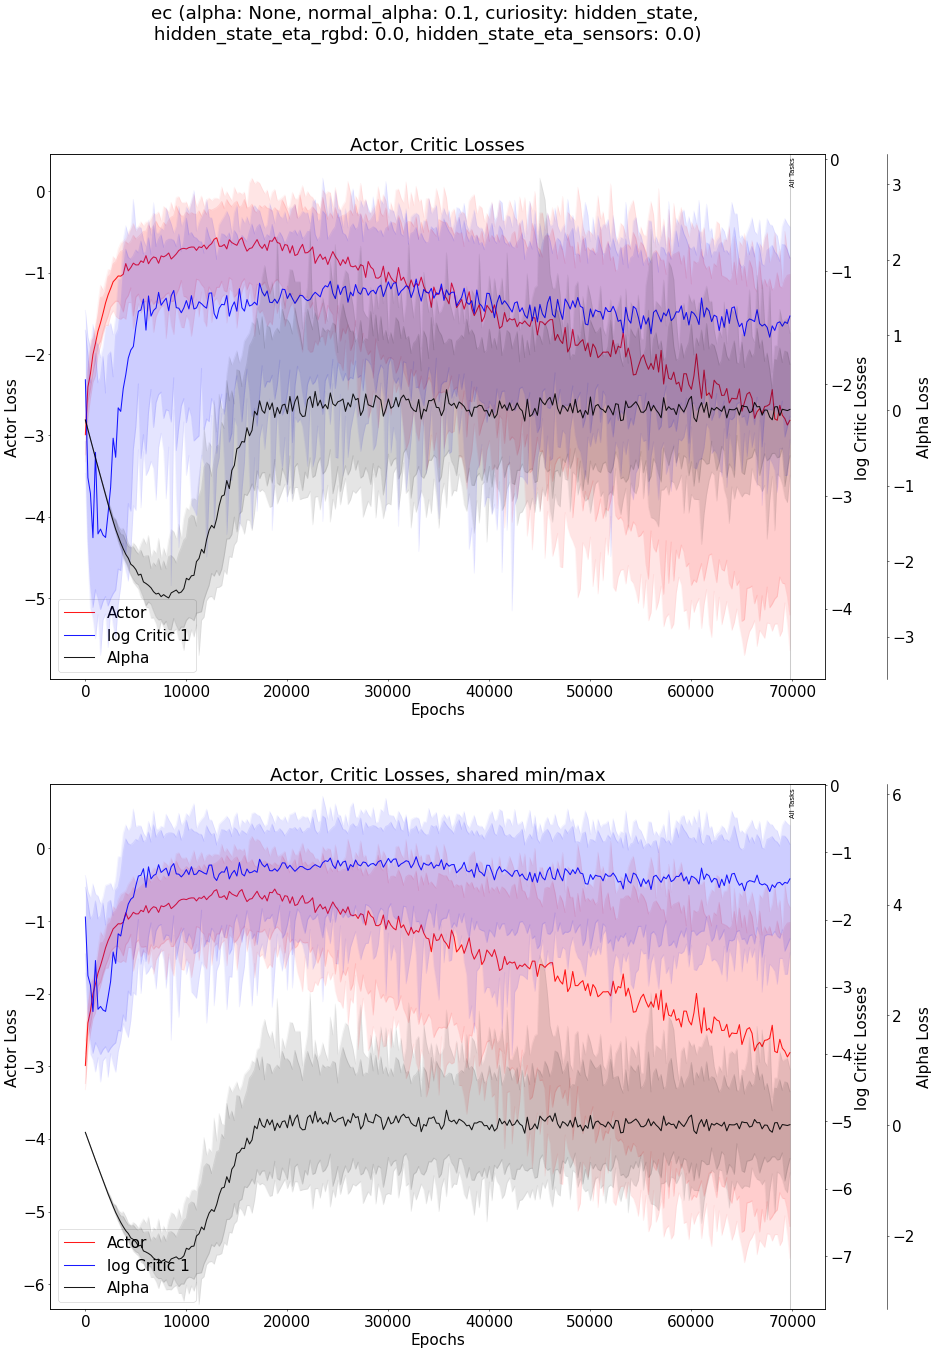 ec (alpha: None, normal_alpha: 0.1, curiosity: hidden_state,
hidden_state_eta_rgbd: 0.0, hidden_state_eta_sensors: 0.0)
Actor, Critic Losses
All Tasks
0
−1
−2
−3
−4
−5
Actor Loss
0
−1
−2
−3
−4
log Critic Losses
3
2
1
0
−1
−2
−3
Alpha Loss
Actor
log Critic 1
Alpha
0 10000 20000 30000 40000 50000 60000 70000
Epochs
Actor, Critic Losses, shared min/max
All Tasks
0
−1
−2
−3
−4
−5
−6
Actor Loss
0
−1
−2
−3
−4
−5
−6
−7
log Critic Losses
6
4
2
0
−2
Alpha Loss
Actor
log Critic 1
Alpha
0 10000 20000 30000 40000 50000 60000 70000
Epochs